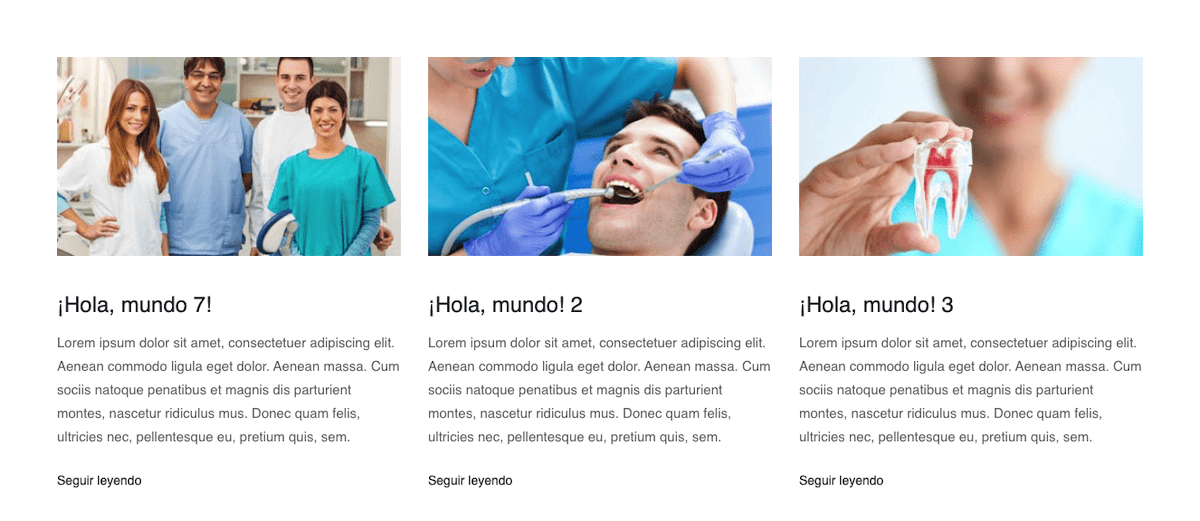 ¡Hola, mundo 7!
Lorem ipsum dolor sit amet, consectetuer adipiscing elit.
Aenean commodo ligula eget dolor. Aenean massa. Cum
sociis natoque penatibus et magnis dis parturient
montes, nascetur ridiculus mus. Donec quam felis,
ultricies nec, pellentesque eu, pretium quis, sem.
Seguir leyendo
¡Hola, mundo! 2
Lorem ipsum dolor sit amet, consectetuer adipiscing elit.
Aenean commodo ligula eget dolor. Aenean massa. Cum
sociis natoque penatibus et magnis dis parturient
montes, nascetur ridiculus mus. Donec quam felis,
ultricies nec, pellentesque eu, pretium quis, sem.
Seguir leyendo
¡Hola, mundo! 3
Lorem ipsum dolor sit amet, consectetuer adipiscing elit.
Aenean commodo ligula eget dolor. Aenean massa. Cum
sociis natoque penatibus et magnis dis parturient
montes, nascetur ridiculus mus. Donec quam felis,
ultricies nec, pellentesque eu, pretium quis, sem.
Seguir leyendo